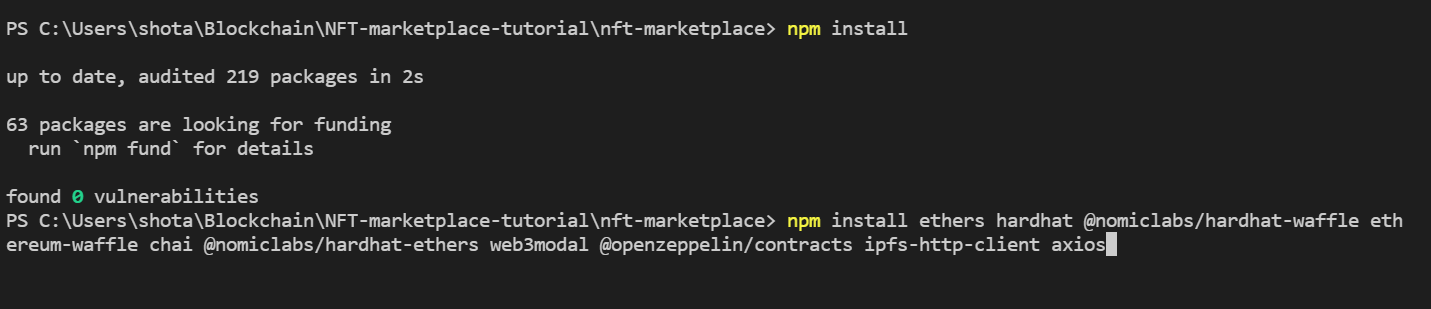 PS C:\Users\shota\Blockchain\NFT-marketplace-tutorial\nft-marketplace> npm install
up to date, audited 219 packages in 2s
63 packages are looking for funding
  run `npm fund` for details
found 0 vulnerabilities
PS C:\Users\shota\Blockchain\NFT-marketplace-tutorial\nft-marketplace> npm install ethers hardhat @nomiclabs/hardhat-waffle eth
ereum-waffle chai @nomiclabs/hardhat-ethers web3modal @openzeppelin/contracts ipfs-http-client axios